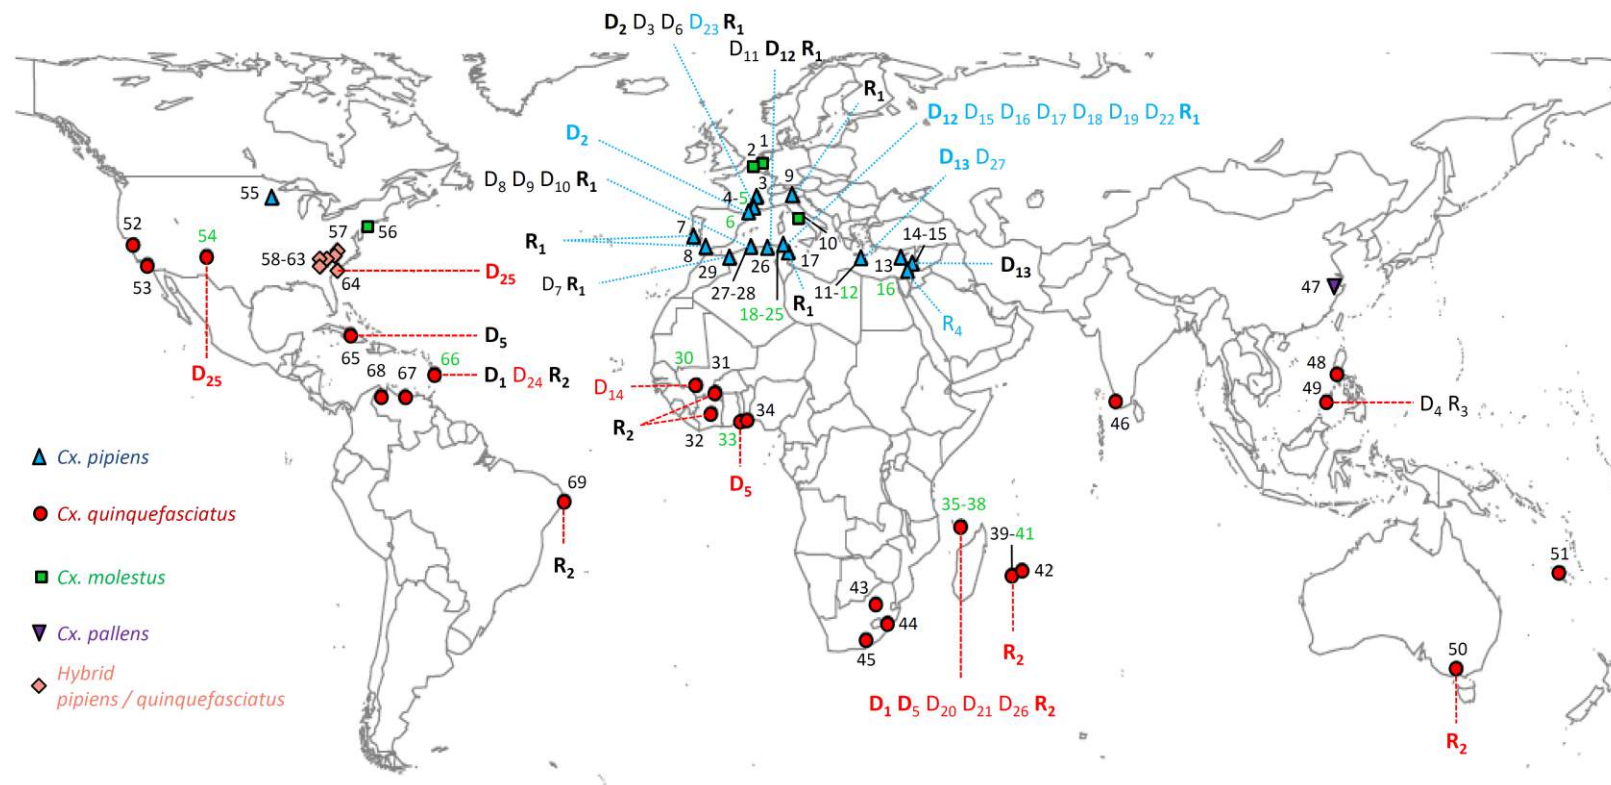 D₂ D₃ D₆ D₂₃ R₁
D₁₁ D₁₂ R₁
R₁
D₁₂ D₁₅ D₁₆ D₁₇ D₁₈ D₁₉ D₂₂ R₁
D₂
D₁₃ D₂₇
D₈ D₉ D₁₀ R₁
1
2
3
4-5
6
9
55
7
R₁
8
29
26
17
10
14-15
13
D₁₃
52
54
57
56
58-63
53
64
D₂₅
D₇ R₁
27-28
18-25
R₁
11-12
16
R₄
47
65
D₅
66
D₁ D₂₄ R₂
68
67
D₂₅
30
31
D₁₄
R₂
32
33
34
D₅
48
49
D₄ R₃
46
Cx. pipiens
69
Cx. quinquefasciatus
R₂
35-38
39-41
42
51
Cx. molestus
43
44
45
Cx. pallens
R₂
50
Hybrid
pipiens / quinquefasciatus
D₁ D₅ D₂₀ D₂₁ D₂₆ R₂
R₂